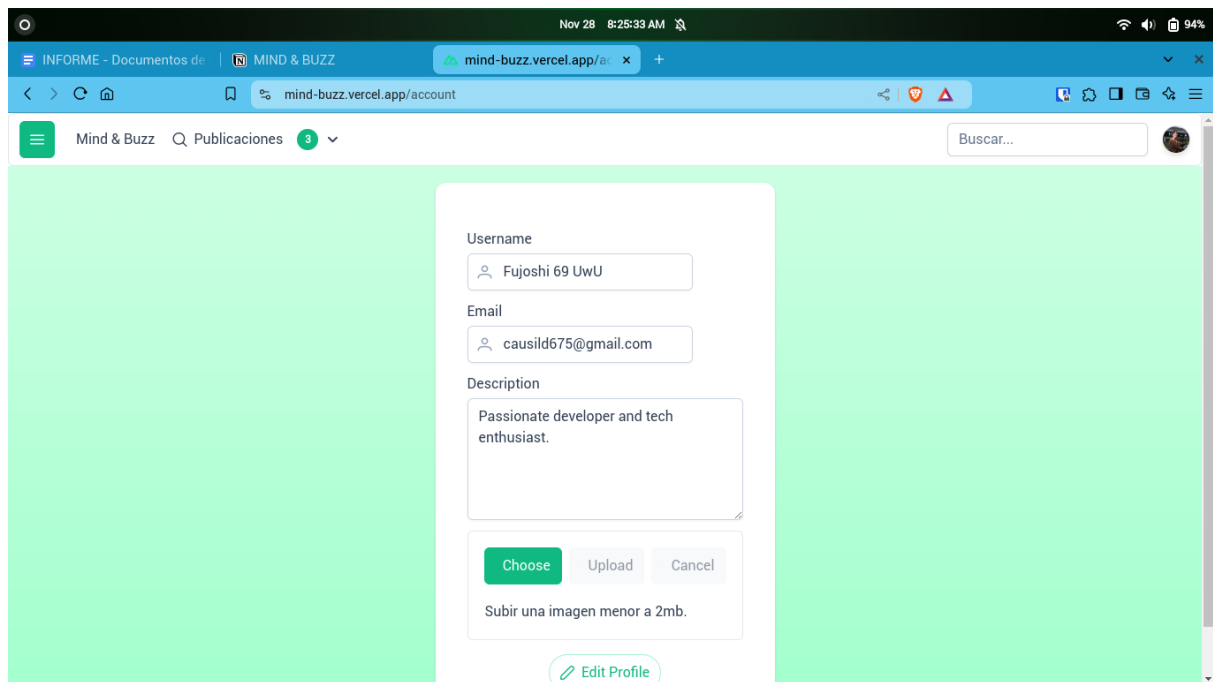 Nov 28 8:25:33 AM 94%
INFORME - Documentos de MIND & BUZZ mind-buzz.vercel.app/ac
mind-buzz.vercel.app/account
Mind & Buzz Publicaciones 3 Buscar...
Username
Fujoshi 69 UwU
Email
causild675@gmail.com
Description
Passionate developer and tech
enthusiast.
Choose Upload Cancel
Subir una imagen menor a 2mb.
Edit Profile